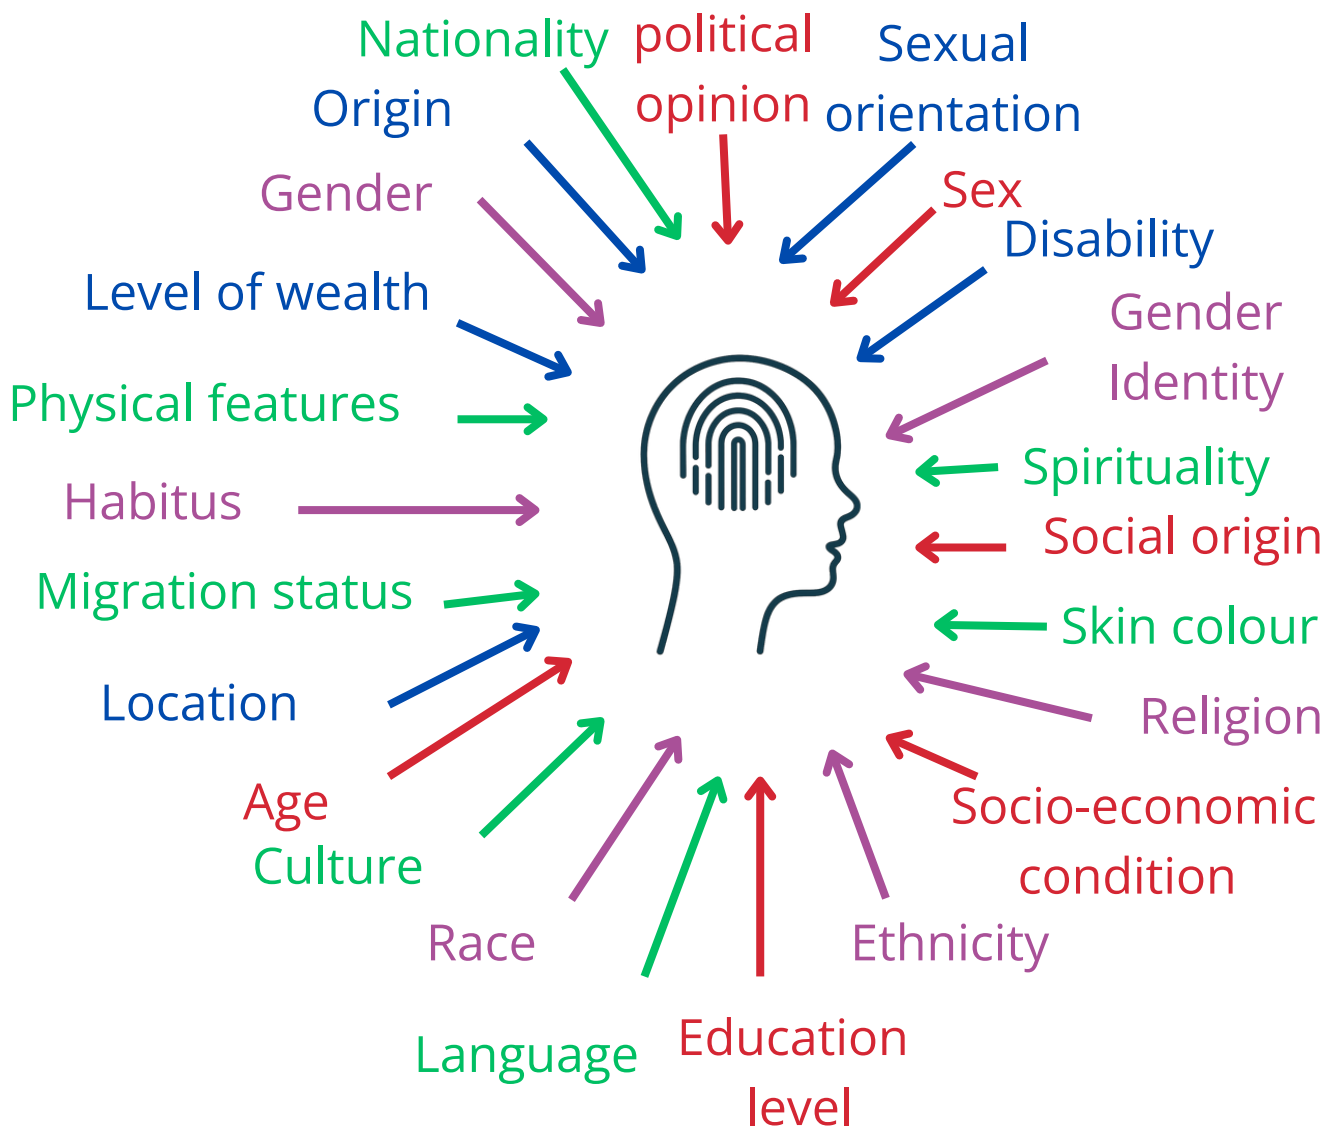 Nationality
political
opinion
Sexual
orientation
Origin
Gender
Sex
Disability
Level of wealth
Gender
Identity
Physical features
Spirituality
Habitus
Social origin
Migration status
Skin colour
Location
Religion
Age
Socio-economic
condition
Culture
Race
Ethnicity
Language
Education
level